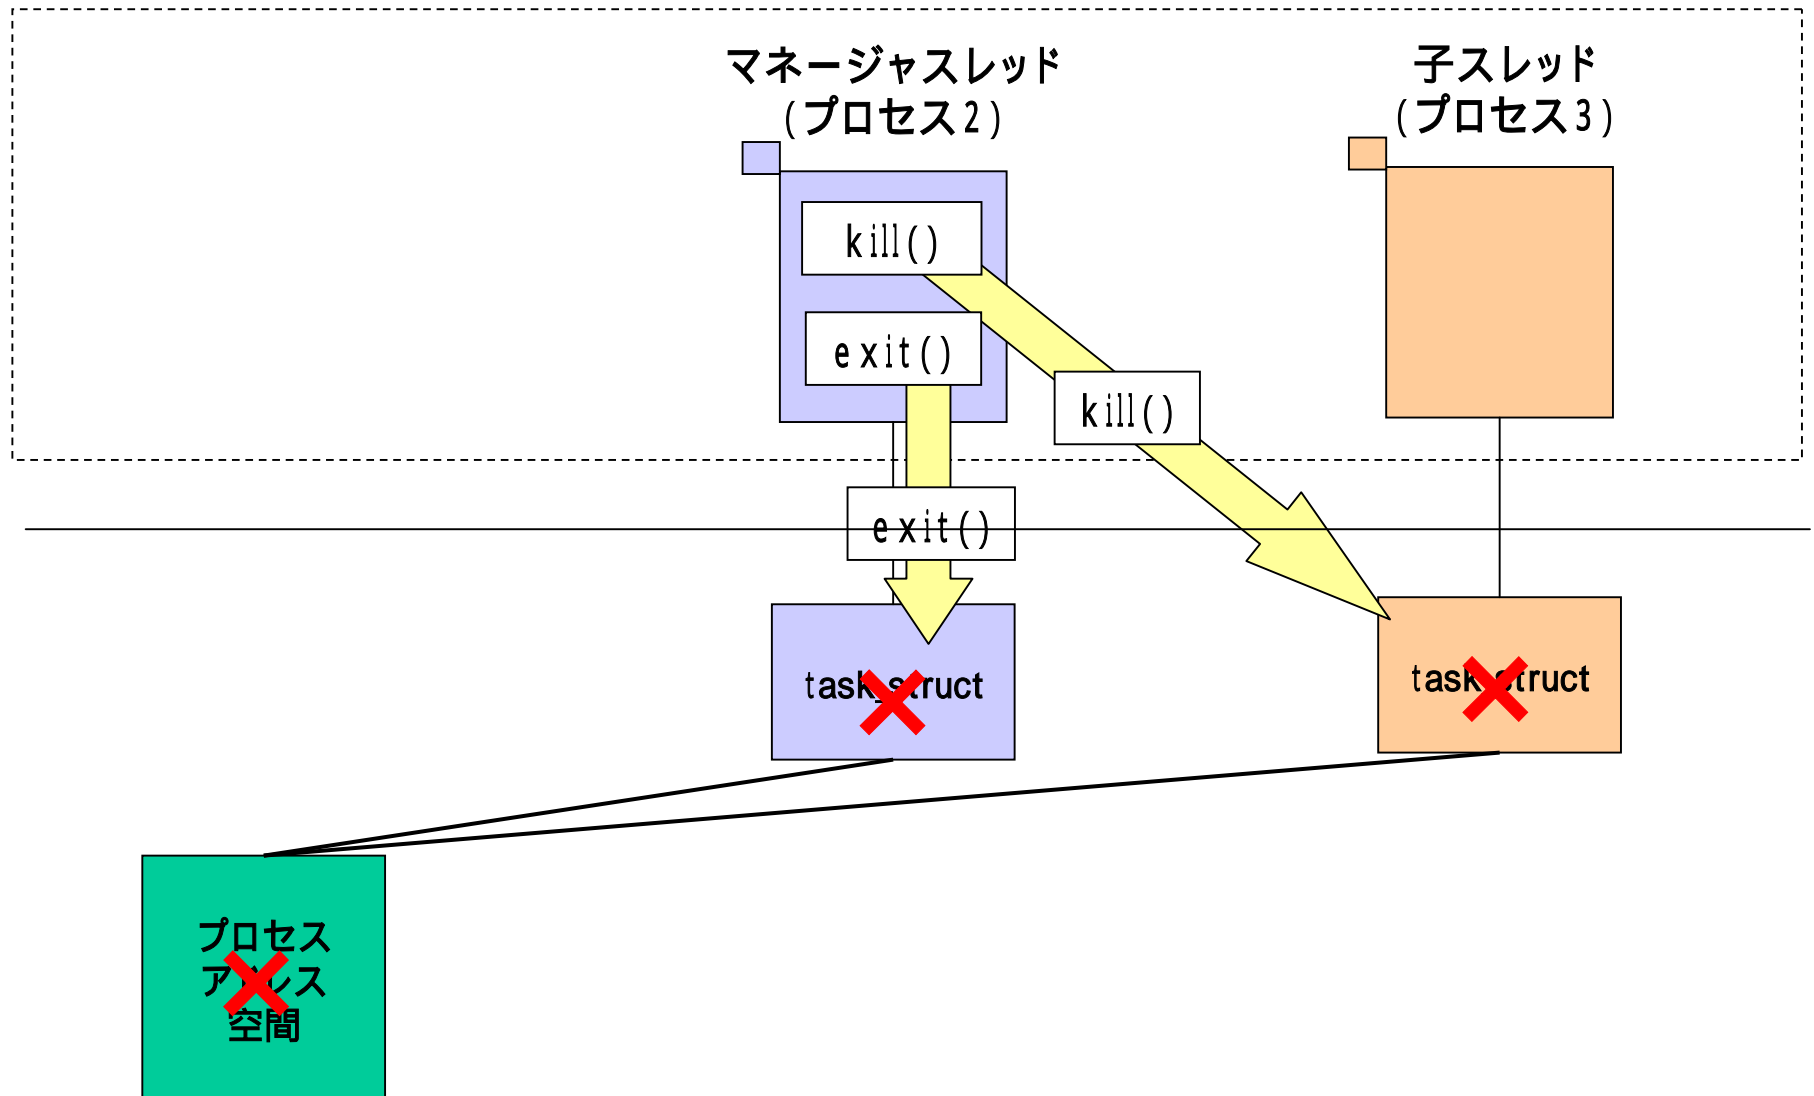 マネージャスレッド
(プロセス2)
子スレッド
(プロセス3)
kill()
exit()
kill()
exit()
task_struct
task_struct
プロセス
アドレス
空間